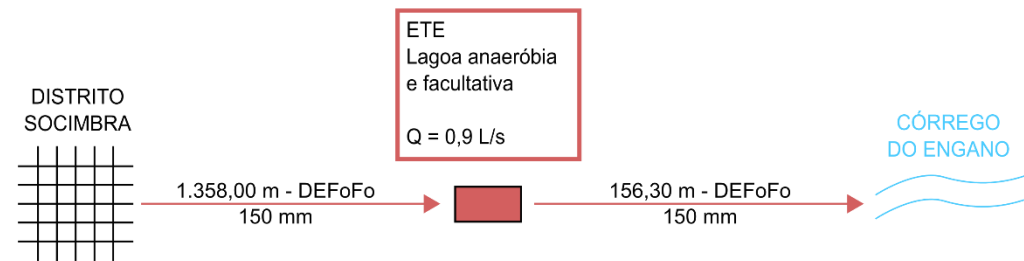 ETE
Lagoa anaeróbia
e facultativa
Q = 0,9 L/s
DISTRITO
SOCIMBRA
1.358,00 m - DEFoFo
150 mm
156,30 m - DEFoFo
150 mm
CÓRREGO
DO ENGANO